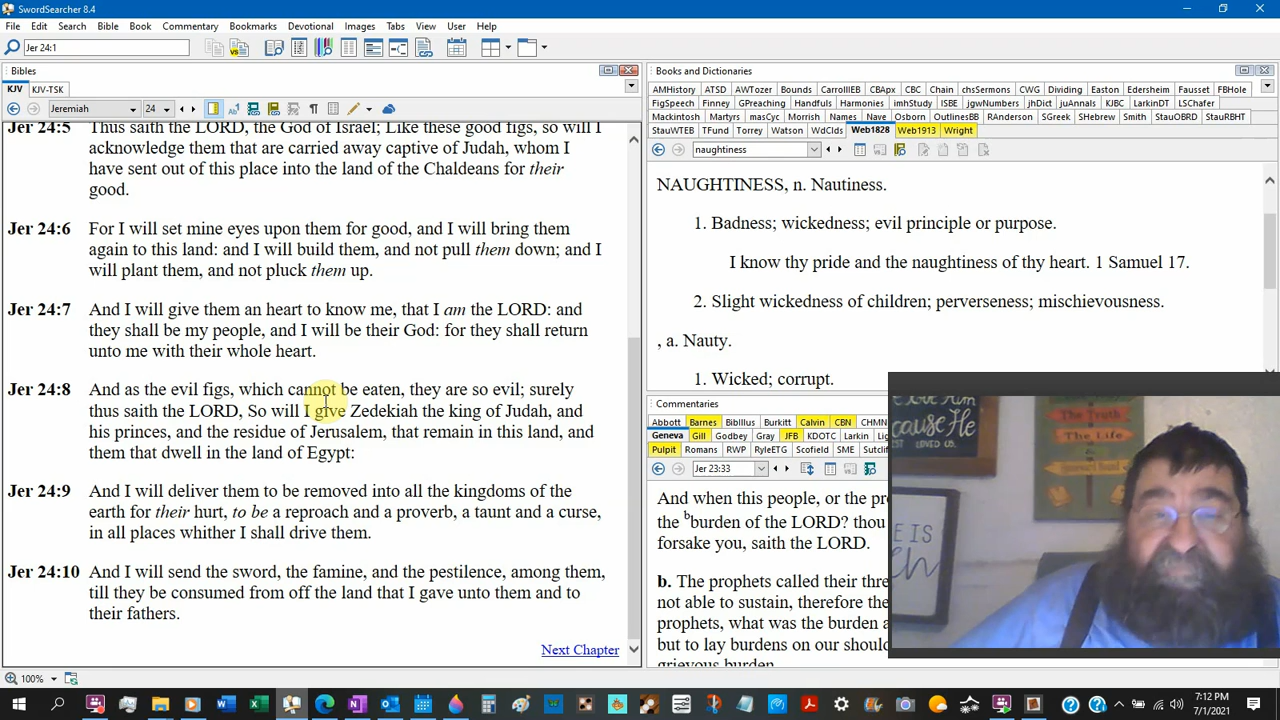 SwordSearcher 8.4
File Edit Search Bible Book Commentary Bookmarks Devotional Images Tabs View User Help
Jer 24:1
Bibles
KJV KJV-TSK
Jeremiah 24
Jer 24:5 Thus saith the LORD, the God of Israel; Like these good figs, so will I
acknowledge them that are carried away captive of Judah, whom I
have sent out of this place into the land of the Chaldeans for their
good.
Jer 24:6 For I will set mine eyes upon them for good, and I will bring them
again to this land: and I will build them, and not pull them down; and I
will plant them, and not pluck them up.
Jer 24:7 And I will give them an heart to know me, that I am the LORD: and
they shall be my people, and I will be their God: for they shall return
unto me with their whole heart.
Jer 24:8 And as the evil figs, which cannot be eaten, they are so evil; surely
thus saith the LORD, So will I give Zedekiah the king of Judah, and
his princes, and the residue of Jerusalem, that remain in this land, and
them that dwell in the land of Egypt:
Jer 24:9 And I will deliver them to be removed into all the kingdoms of the
earth for their hurt, to be a reproach and a proverb, a taunt and a curse,
in all places whither I shall drive them.
Jer 24:10 And I will send the sword, the famine, and the pestilence, among them,
till they be consumed from off the land that I gave unto them and to
their fathers.
Next Chapter
100%
Books and Dictionaries
AMHistory ATSD AWTozer Bounds CarrollIEB CBApx Chain chsSermons CWG Dividing Easton Edersheim Fausset FBHole
FigSpeech Finney GPreaching Handfuls Harmonies imhStudy ISBE jgwNumbers jhDict juAnnals KJBC LarkinDT LSChafer
Mackintosh Martyrs masCyc Morrish Names Nave Osborn OutlinesBB RAnderson SGreek SHebrew Smith StauOBRD StauRBHT
StauWTEB TFund Torrey Watson WdClds Web1828 Web1913 Wright
naughtiness
NAUGHTINESS, n. Nautiness.
1. Badness; wickedness; evil principle or purpose.
I know thy pride and the naughtiness of thy heart. 1 Samuel 17.
2. Slight wickedness of children; perverseness; mischievousness.
, a. Nauty.
1. Wicked; corrupt.
Commentaries
Abbott Barnes BibIllus Burkitt Calvin CBN CHMN
Geneva Gill Godbey Gray JFB KDOTC Larkin
Pulpit Romans RWP RyleETG Scofield SME
Jer 23:33
And when this people, or the
the bburden of the LORD? thou
forsake you, saith the LORD.
b. The prophets called their
not able to sustain, therefore the
prophets, what was the burden
but to lay burdens on our
grievous burden.
The Truth
The Life
7:12 PM
7/1/2021